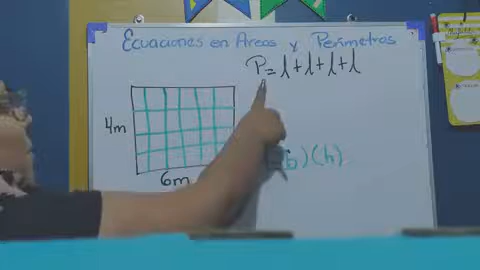 Ecuaciones en Areas y Perimetros
P=l+l+l+l
4m
6m
b)(h)